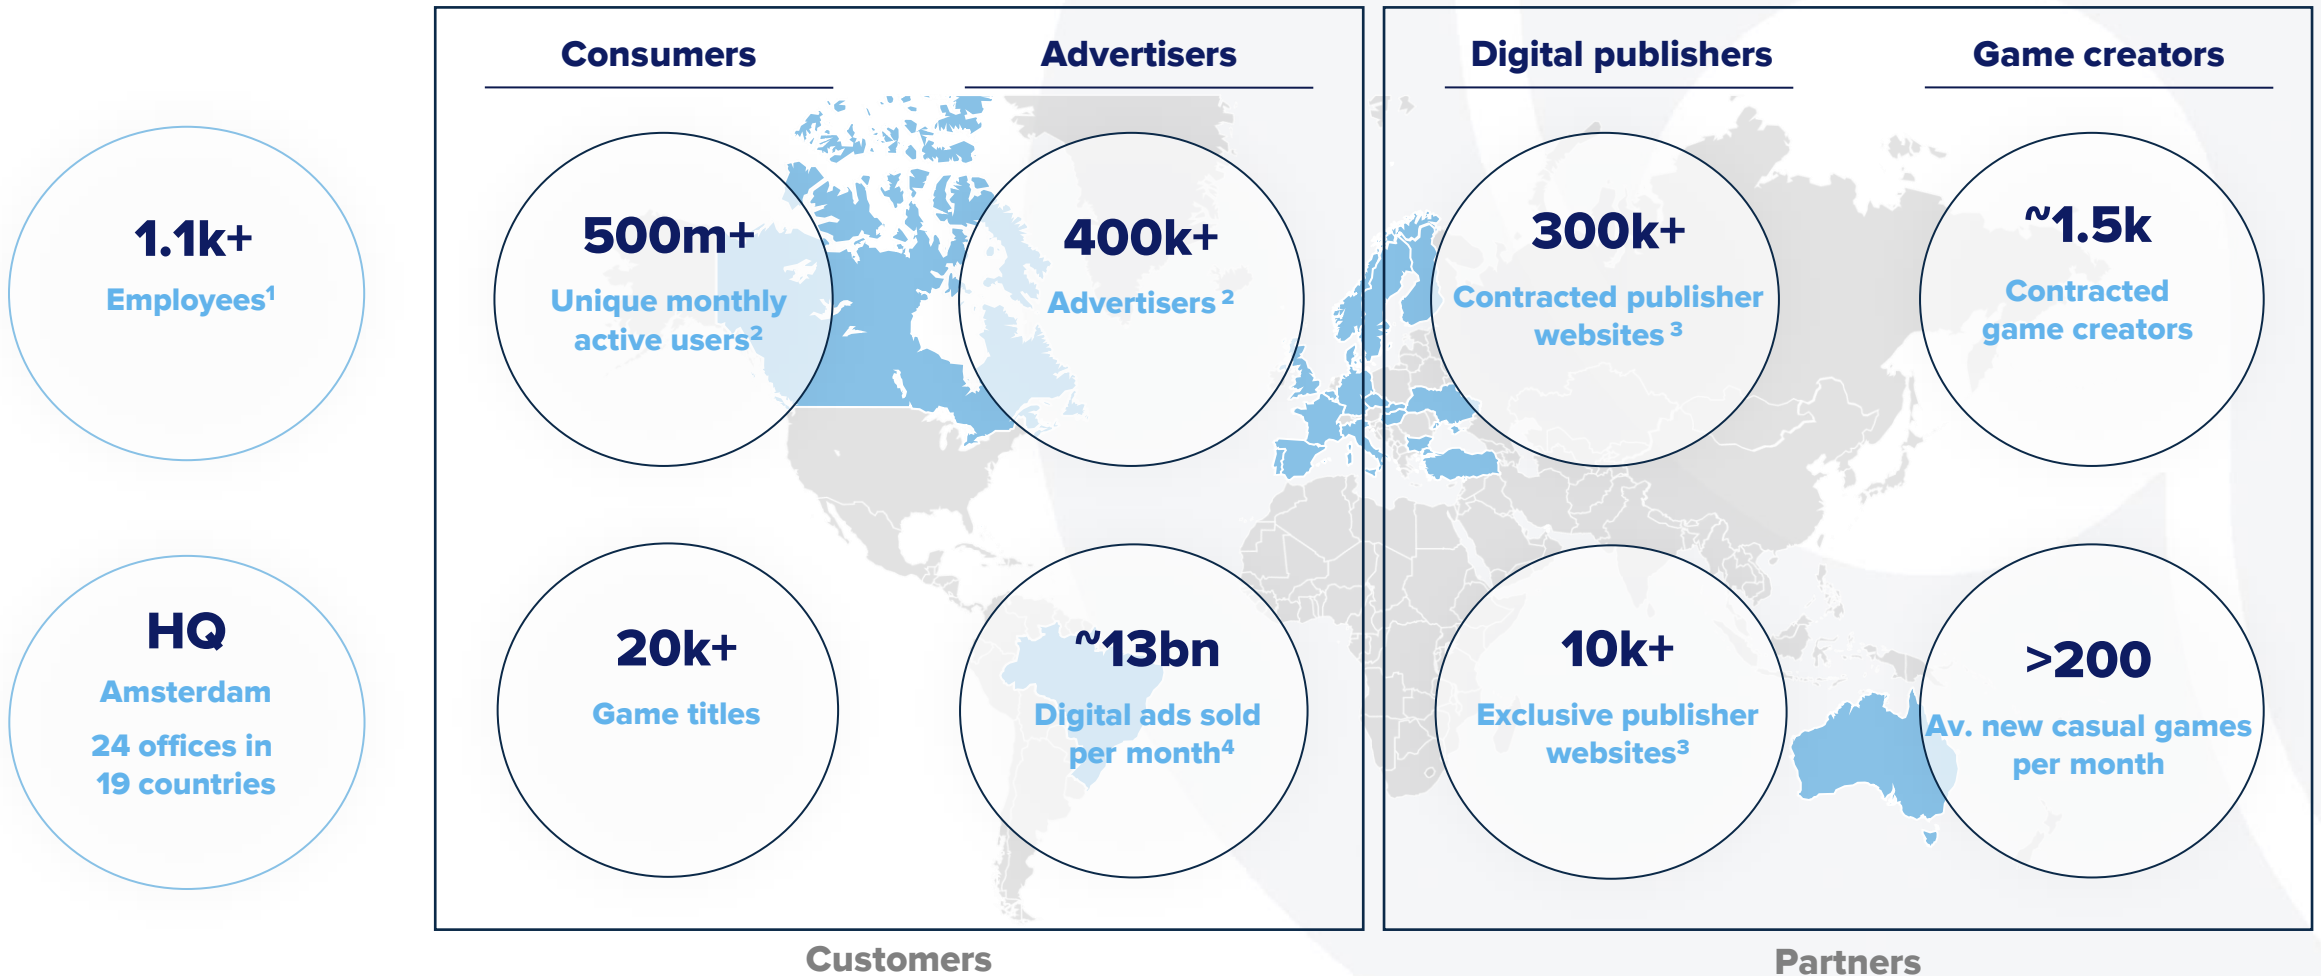 1.1k+
Employees¹
HQ
Amsterdam
24 offices in
19 countries
Consumers
500m+
Unique monthly
active users²
20k+
Game titles
Advertisers
400k+
Advertisers ²
~13bn
Digital ads sold
per month⁴
Customers
Digital publishers
300k+
Contracted publisher
websites ³
10k+
Exclusive publisher
websites³
Game creators
~1.5k
Contracted
game creators
>200
Av. new casual games
per month
Partners